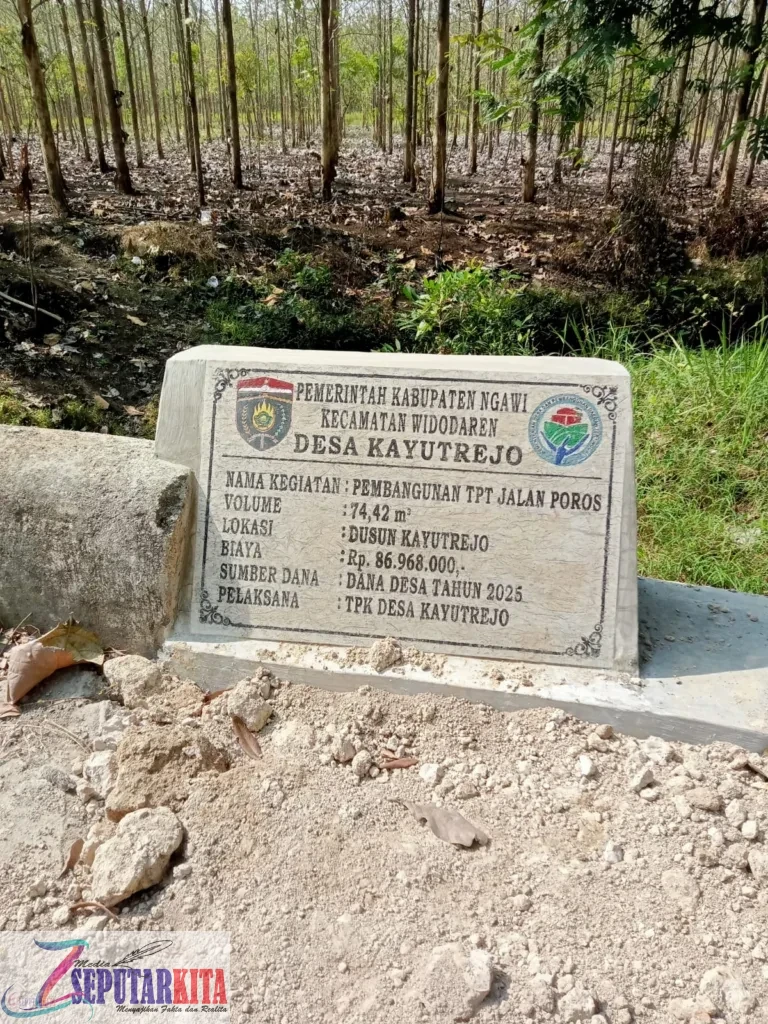 PEMERINTAH KABUPATEN NGAWI
KECAMATAN WIDODAREN
DESA KAYUTREJO
NAMA KEGIATAN : PEMBANGUNAN TPT JALAN POROS
VOLUME : 74,42 m³
LOKASI : DUSUN KAYUTREJO
BIAYA : Rp. 86.968.000,-
SUMBER DANA : DANA DESA TAHUN 2025
PELAKSANA : TPK DESA KAYUTREJO
Media
SEPUTARKITA
Menyajikan Fakta dan Realita